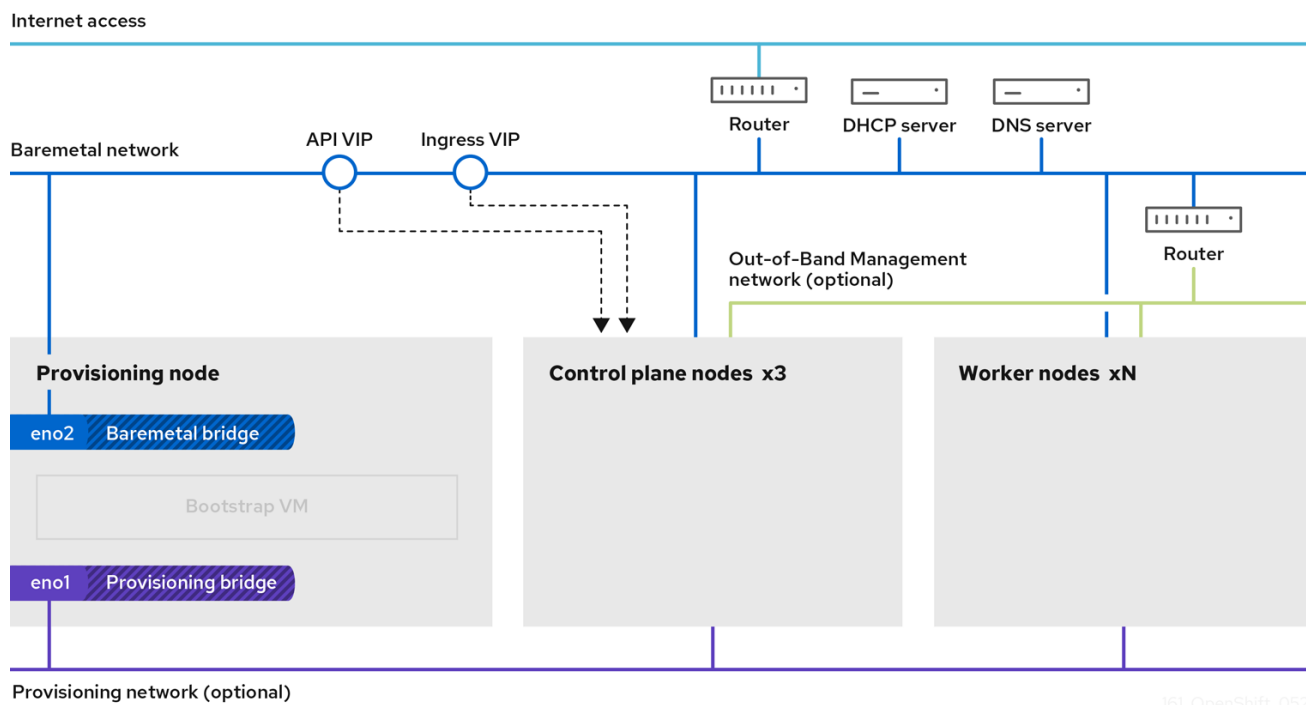 Internet access
Router
DHCP server
DNS server
Baremetal network
API VIP
Ingress VIP
Router
Out-of-Band Management
network (optional)
Provisioning node
Control plane nodes x3
Worker nodes xN
eno2
Baremetal bridge
Bootstrap VM
eno1
Provisioning bridge
Provisioning network (optional)
161_OpenShift_05